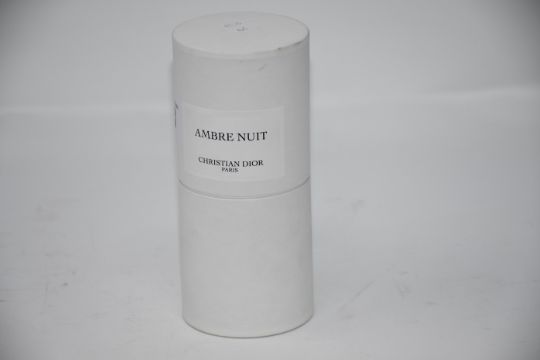 AMBRE NUIT
CHRISTIAN DIOR
PARIS